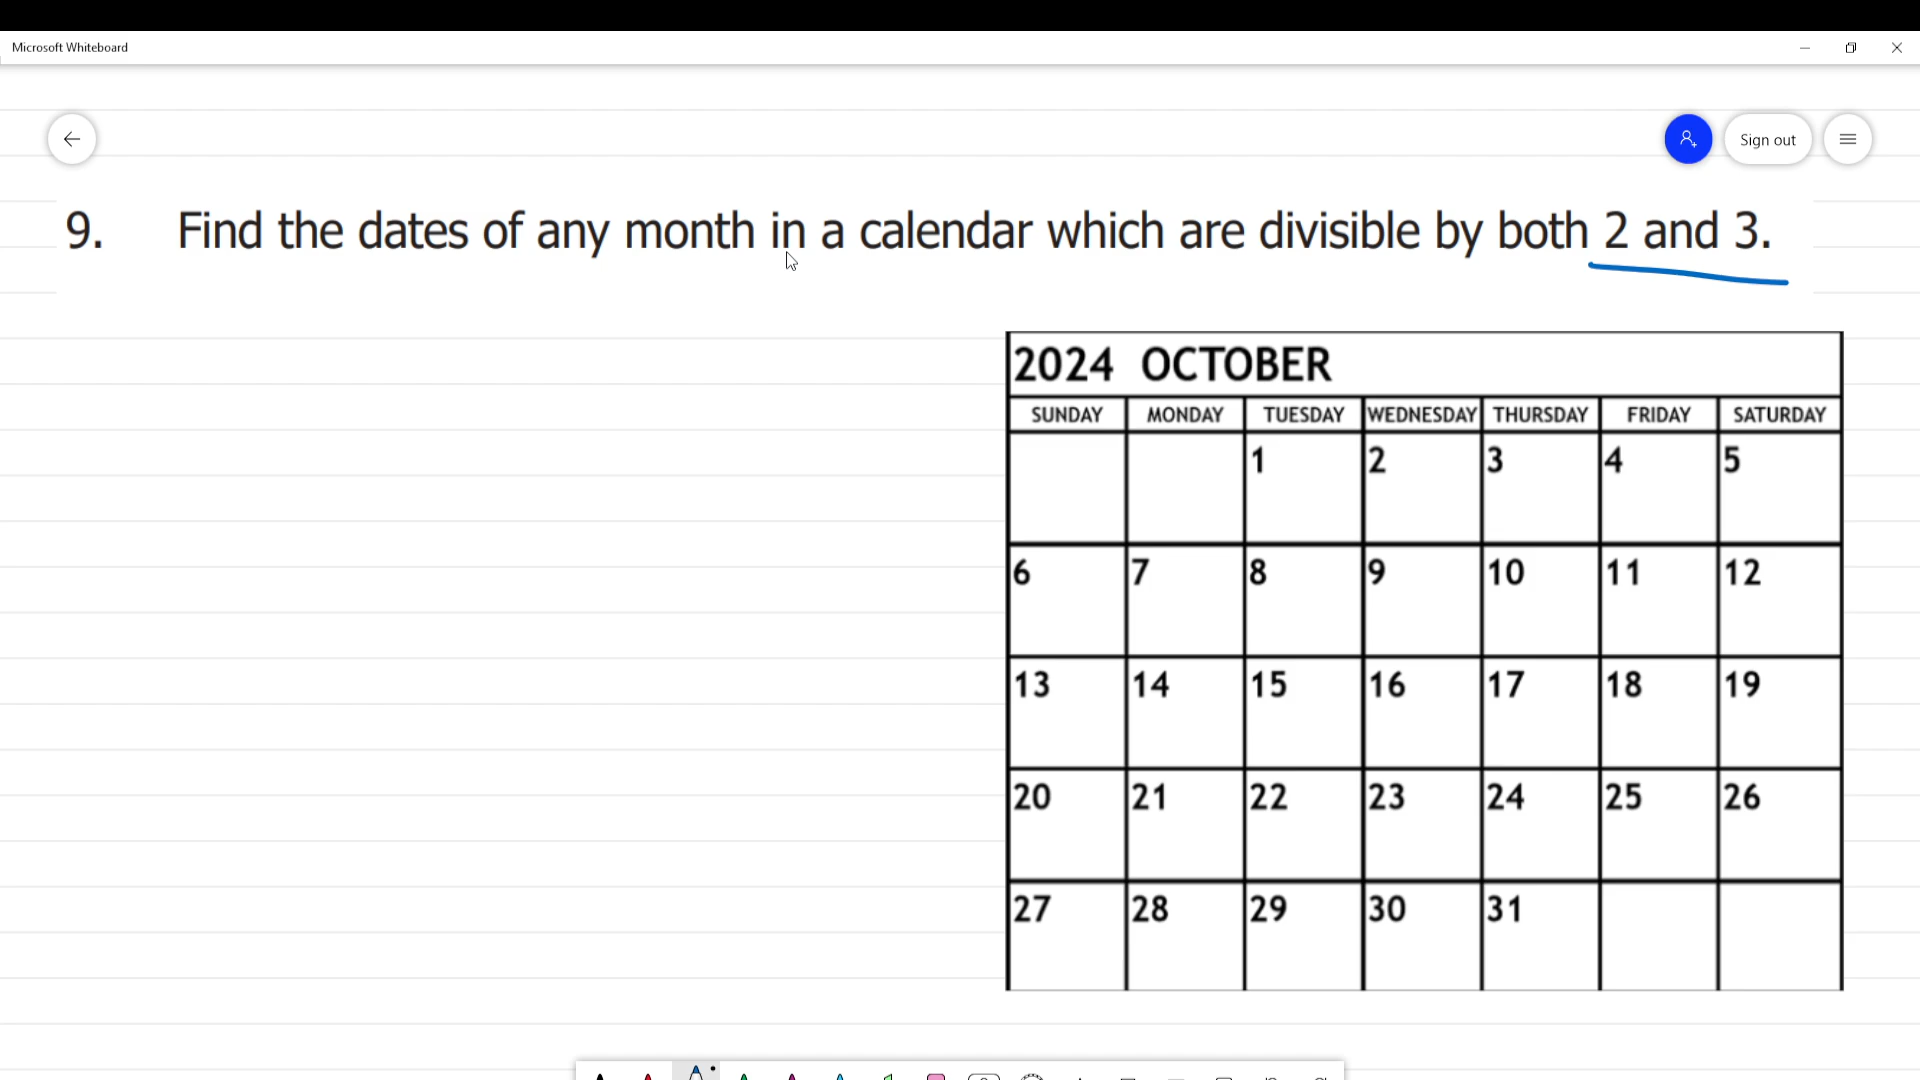 Microsoft Whiteboard
Sign out
9. Find the dates of any month in a calendar which are divisible by both 2 and 3.
2024 OCTOBER
SUNDAY MONDAY TUESDAY WEDNESDAY THURSDAY FRIDAY SATURDAY
1 2 3 4 5
6 7 8 9 10 11 12
13 14 15 16 17 18 19
20 21 22 23 24 25 26
27 28 29 30 31